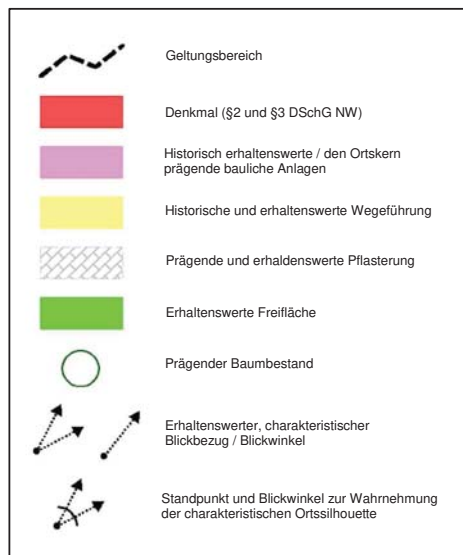 Geltungsbereich
Denkmal (§2 und §3 DSchG NW)
Historisch erhaltenswerte / den Ortskern
prägende bauliche Anlagen
Historische und erhaltenswerte Wegeführung
Prägende und erhaldenswerte Pflasterung
Erhaltenswerte Freifläche
Prägender Baumbestand
Erhaltenswerter, charakteristischer
Blickbezug / Blickwinkel
Standpunkt und Blickwinkel zur Wahrnehmung
der charakteristischen Ortssilhouette